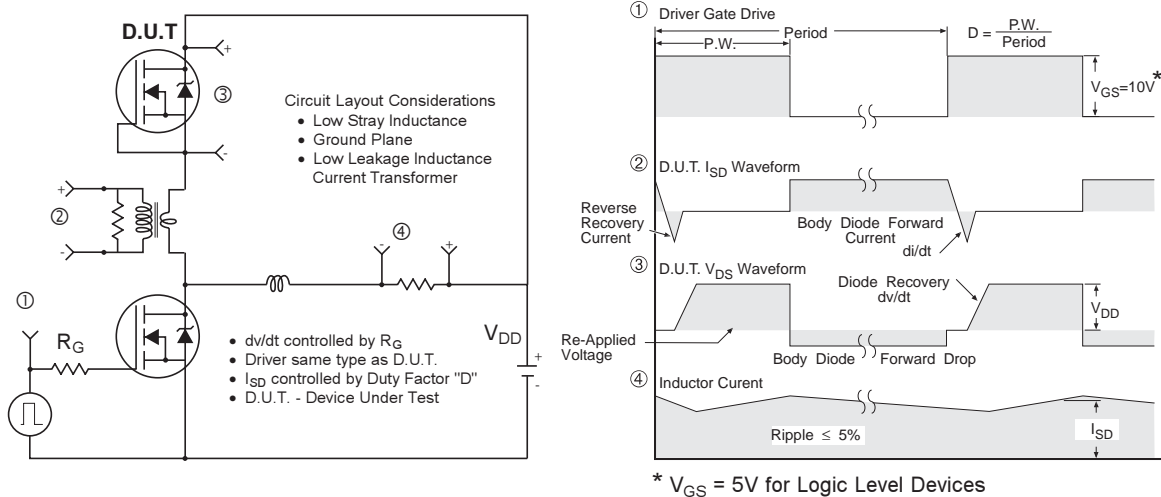 D.U.T
+
③
-
Circuit Layout Considerations
• Low Stray Inductance
• Ground Plane
• Low Leakage Inductance
Current Transformer
+
②
-
④
-
+
①
R_G
• dv/dt controlled by R_G
• Driver same type as D.U.T.
• I_SD controlled by Duty Factor "D"
• D.U.T. - Device Under Test
V_DD
+
-
① Driver Gate Drive
P.W.
Period
D = P.W. / Period
V_GS=10V*
② D.U.T. I_SD Waveform
Reverse
Recovery
Current
Body Diode Forward
Current
di/dt
③ D.U.T. V_DS Waveform
Diode Recovery
dv/dt
V_DD
Re-Applied
Voltage
Body Diode Forward Drop
④ Inductor Curent
Ripple ≤ 5%
I_SD
* V_GS = 5V for Logic Level Devices